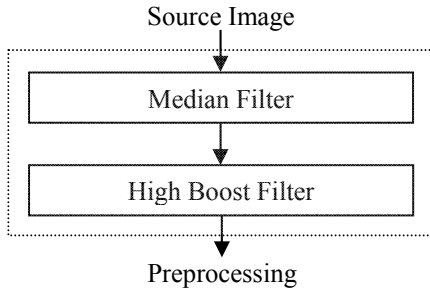 Source Image
Median Filter
High Boost Filter
Preprocessing